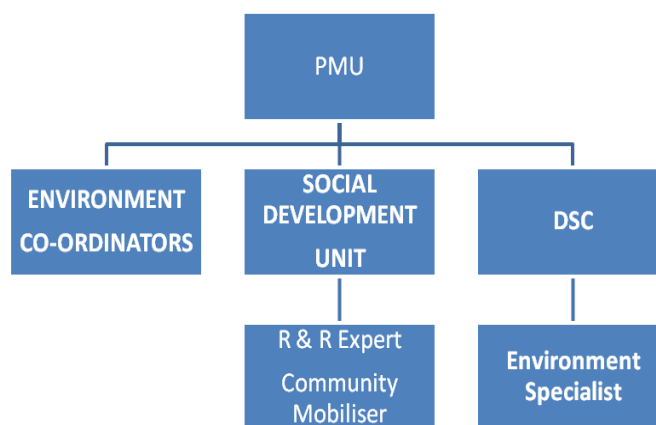 PMU
ENVIRONMENT
CO-ORDINATORS
SOCIAL
DEVELOPMENT
UNIT
DSC
R & R Expert
Community
Mobiliser
Environment
Specialist